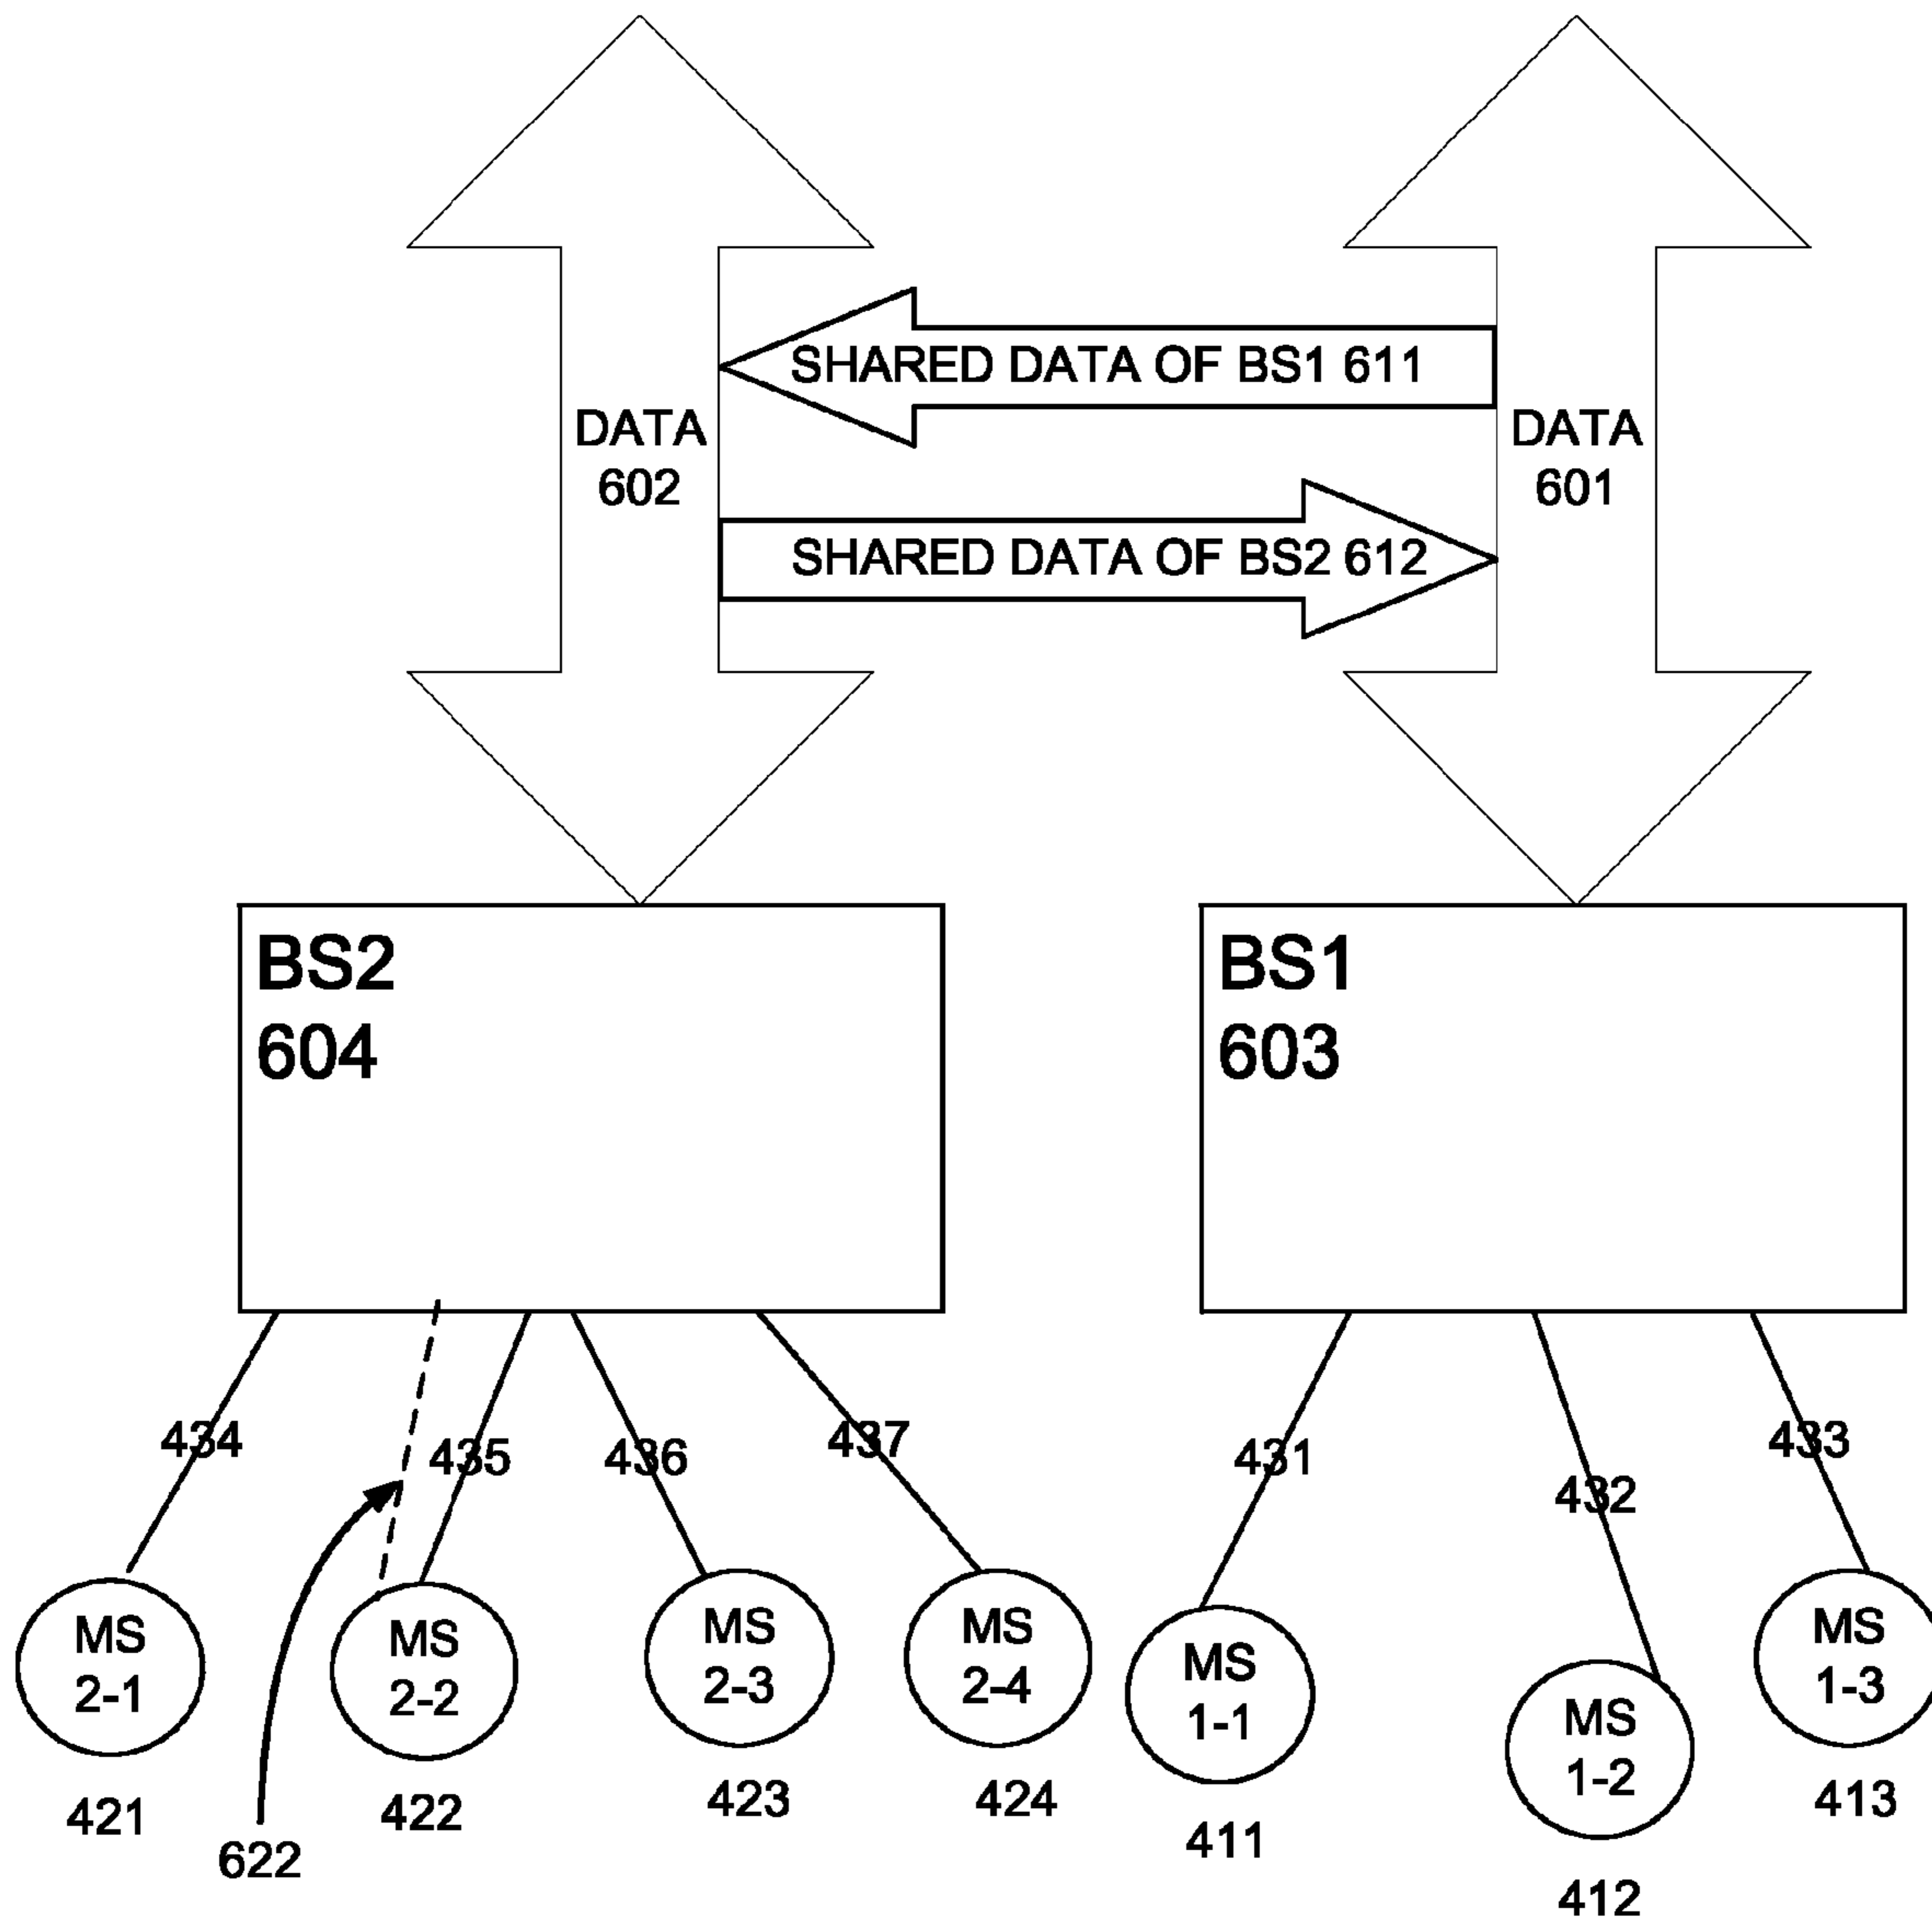 SHARED DATA OF BS1 611
DATA
602
DATA
601
SHARED DATA OF BS2 612
BS2
604
BS1
603
434
435
436
437
431
432
433
MS
2-1
MS
2-2
MS
2-3
MS
2-4
MS
1-1
MS
1-2
MS
1-3
421
422
423
424
411
412
413
622